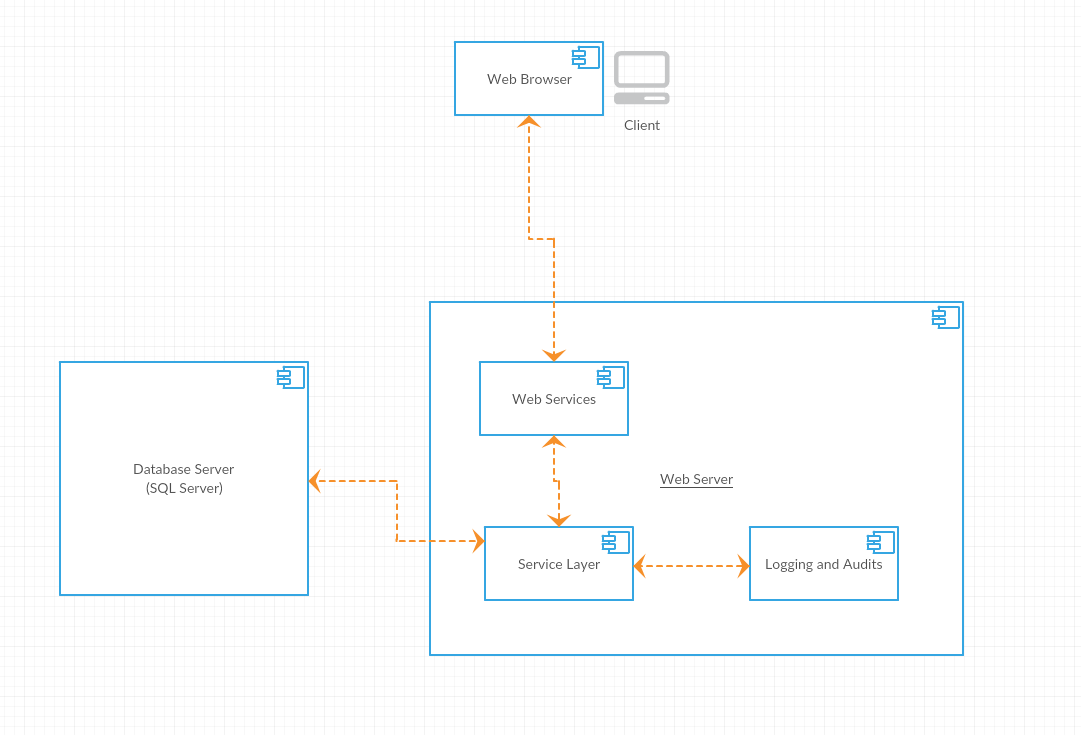 Web Browser
Client
Web Services
Database Server
(SQL Server)
Web Server
Service Layer
Logging and Audits